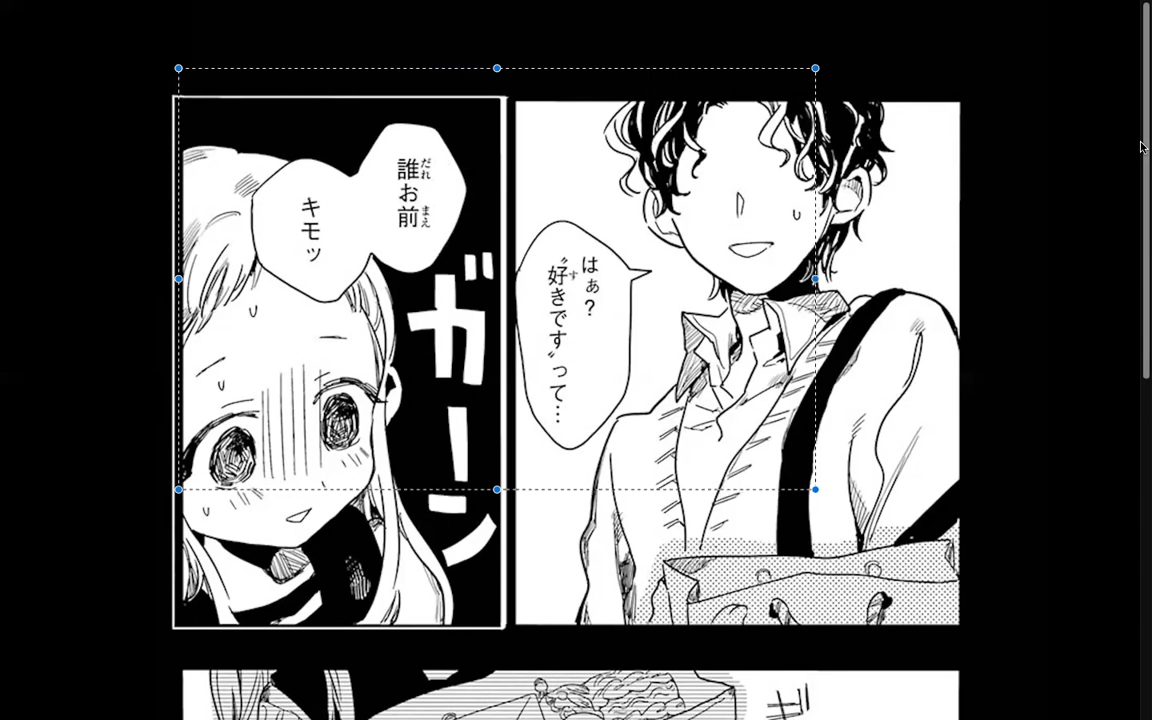 はぁ?
〝好きです〟って…
誰お前
キモッ
ガーン